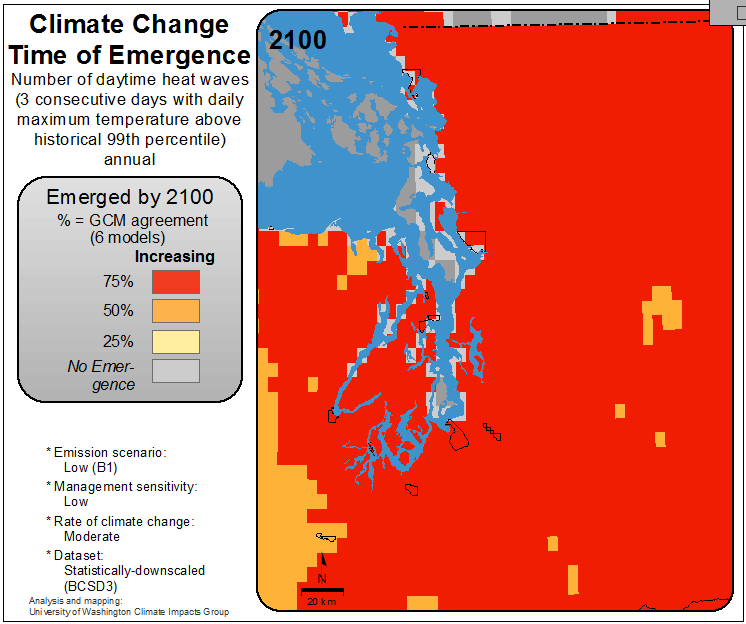 Climate Change
Time of Emergence
Number of daytime heat waves
(3 consecutive days with daily
maximum temperature above
historical 99th percentile)
annual
Emerged by 2100
% = GCM agreement
(6 models)
Increasing
75%
50%
25%
No Emer-
gence
* Emission scenario:
Low (B1)
* Management sensitivity:
Low
* Rate of climate change:
Moderate
* Dataset:
Statistically-downscaled
(BCSD3)
Analysis and mapping:
University of Washington Climate Impacts Group
2100
N
20 km